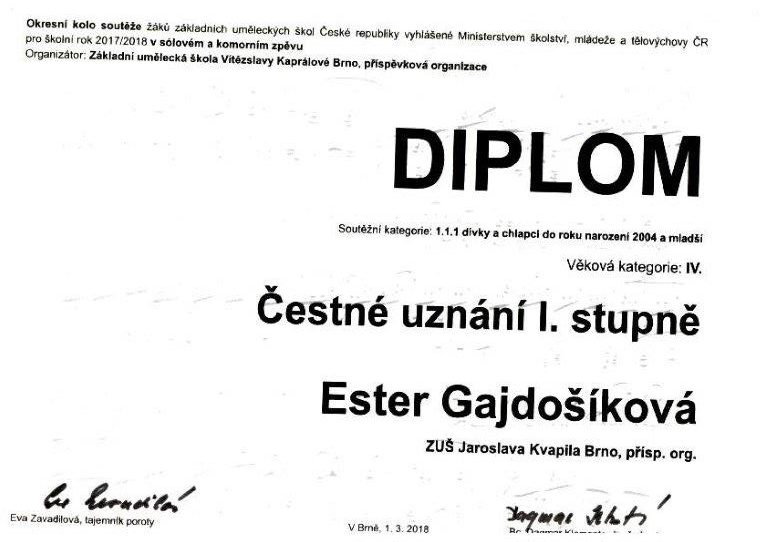 Okresní kolo soutěže žáků základních uměleckých škol České republiky vyhlášené Ministerstvem školství, mládeže a tělovýchovy ČR
pro školní rok 2017/2018 v sólovém a komorním zpěvu
Organizátor: Základní umělecká škola Vítězslavy Kaprálové Brno, příspěvková organizace
DIPLOM
Soutěžní kategorie: 1.1.1 dívky a chlapci do roku narození 2004 a mladší
Věková kategorie: IV.
Čestné uznání I. stupně
Ester Gajdošíková
ZUŠ Jaroslava Kvapila Brno, přísp. org.
Eva Zavadilová, tajemník poroty
V Brně, 1. 3. 2018
Dagmar
Bc. Dagmar